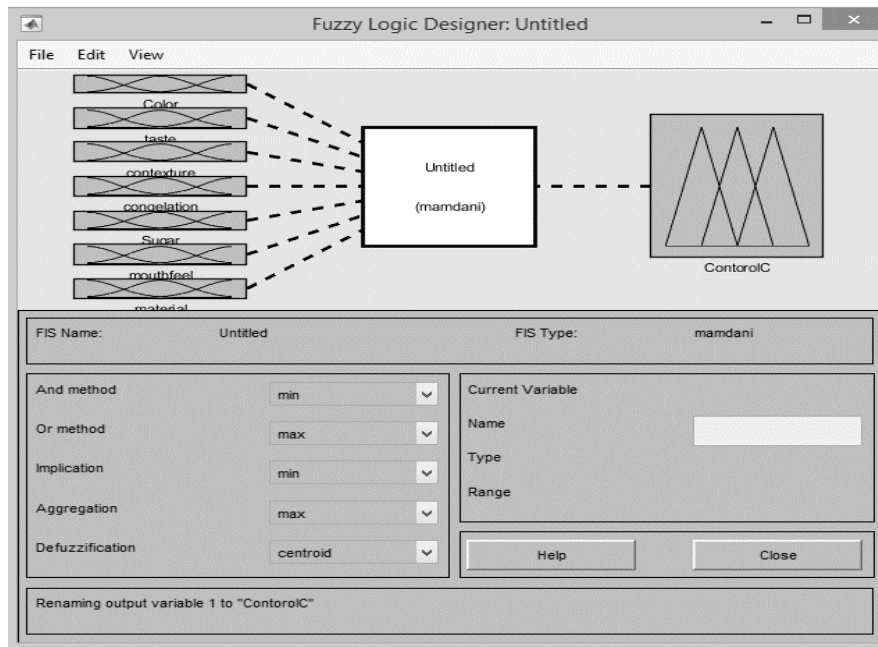 Fuzzy Logic Designer: Untitled
File Edit View
Color
taste
contexture
congelation
Sugar
mouthfeel
material
Untitled
(mamdani)
ContorolC
FIS Name: Untitled FIS Type: mamdani
And method min
Or method max
Implication min
Aggregation max
Defuzzification centroid
Current Variable
Name
Type
Range
Help Close
Renaming output variable 1 to "ContorolC"